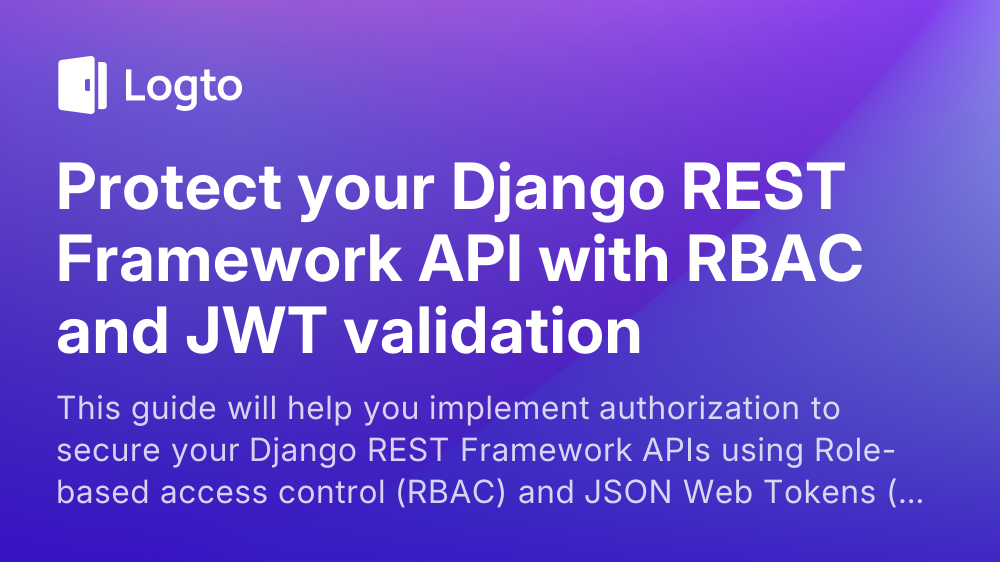 Logto
Protect your Django REST
Framework API with RBAC
and JWT validation
This guide will help you implement authorization to
secure your Django REST Framework APIs using Role-
based access control (RBAC) and JSON Web Tokens (...